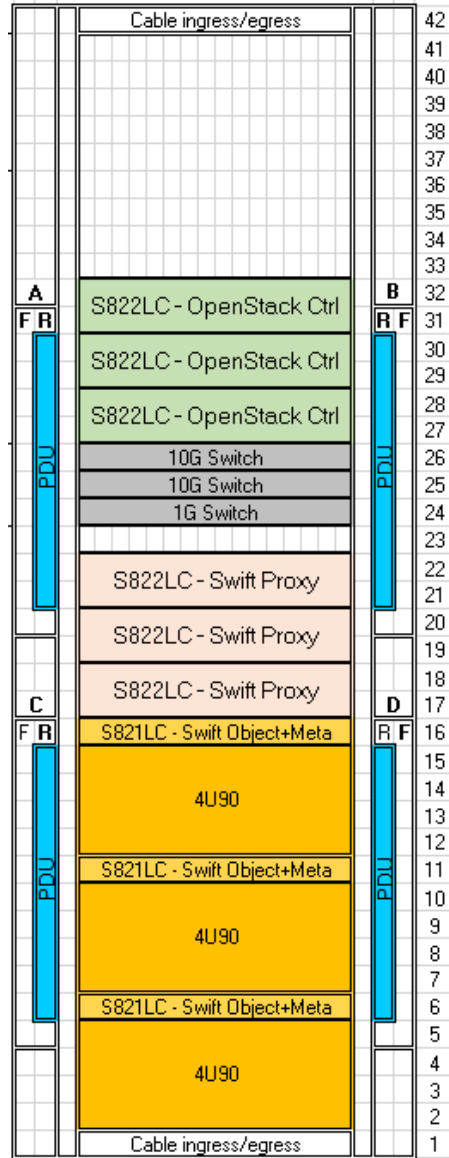 Cable ingress/egress 42
41
40
39
38
37
36
35
34
33
A B 32
S822LC - OpenStack Ctrl
F R R F 31
30
S822LC - OpenStack Ctrl
29
28
S822LC - OpenStack Ctrl
27
10G Switch 26
PDU 10G Switch PDU 25
1G Switch 24
23
22
S822LC - Swift Proxy
21
20
S822LC - Swift Proxy
19
18
S822LC - Swift Proxy
C D 17
F R S821LC - Swift Object+Meta R F 16
15
14
4U90
13
12
S821LC - Swift Object+Meta 11
PDU PDU 10
9
4U90
8
7
S821LC - Swift Object+Meta 6
5
4
4U90
3
2
Cable ingress/egress 1